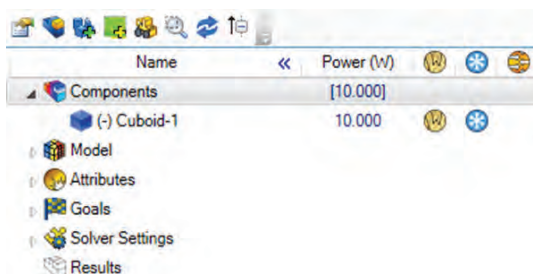 Name « Power (W)
Components [10.000]
(-) Cuboid-1 10.000
Model
Attributes
Goals
Solver Settings
Results